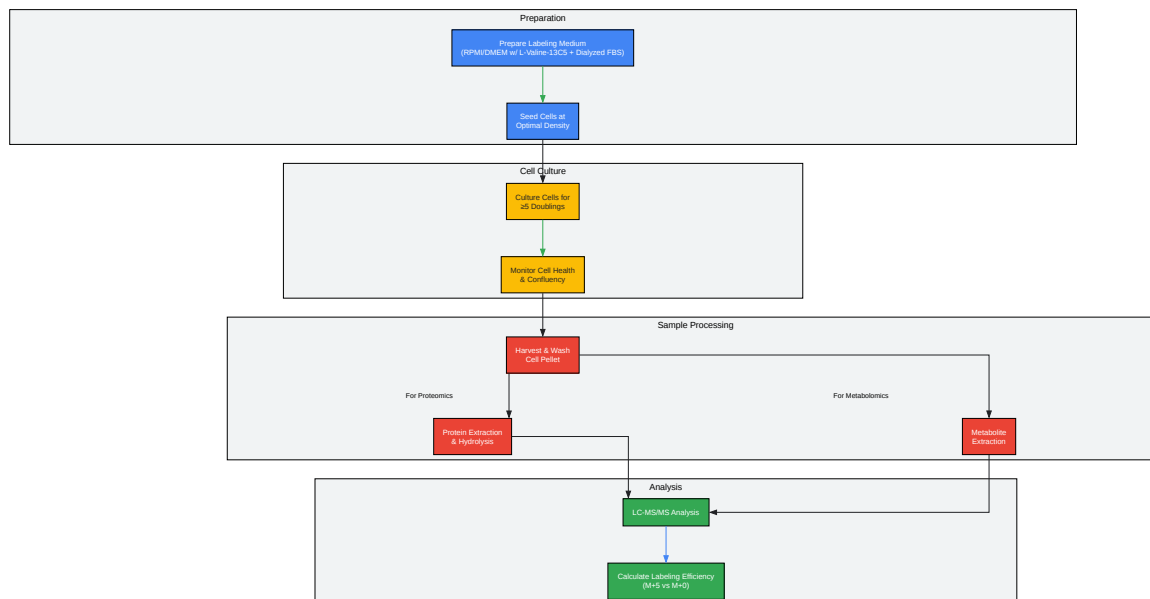 Preparation
Prepare Labeling Medium
(RPMI/DMEM w/ L-Valine-13C5 + Dialyzed FBS)
Seed Cells at
Optimal Density
Cell Culture
Culture Cells for
≥5 Doublings
Monitor Cell Health
& Confluency
Sample Processing
Harvest & Wash
Cell Pellet
For Proteomics
For Metabolomics
Protein Extraction
& Hydrolysis
Metabolite
Extraction
Analysis
LC-MS/MS Analysis
Calculate Labeling Efficiency
(M+5 vs M+0)